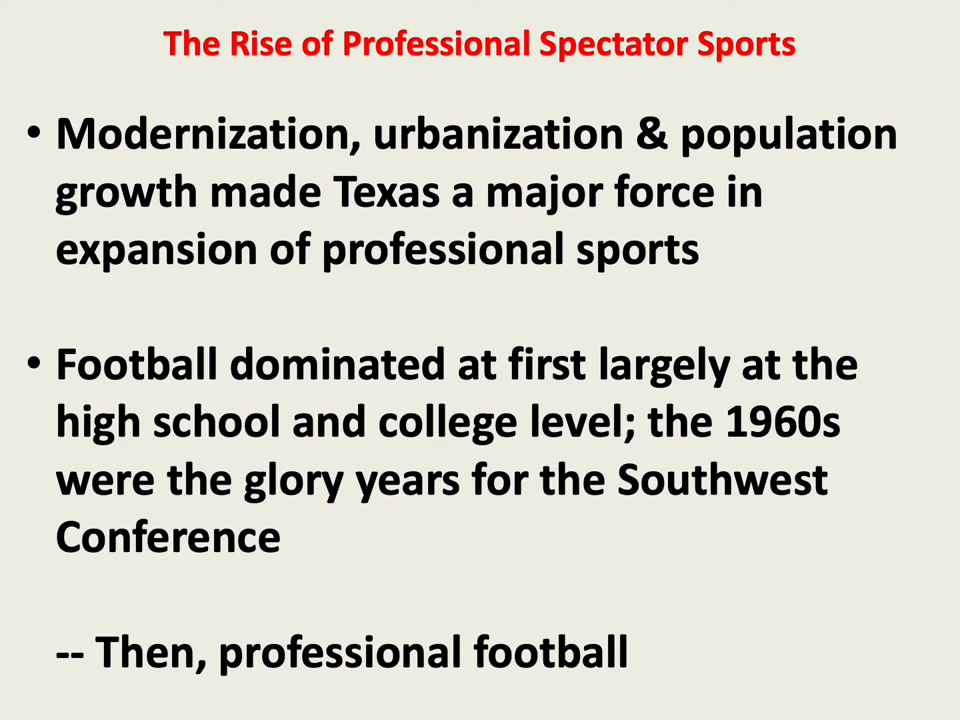 The Rise of Professional Spectator Sports
• Modernization, urbanization & population
growth made Texas a major force in
expansion of professional sports
• Football dominated at first largely at the
high school and college level; the 1960s
were the glory years for the Southwest
Conference
-- Then, professional football